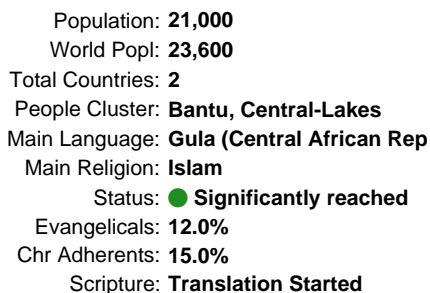 Population: 21,000
World Popl: 23,600
Total Countries: 2
People Cluster: Bantu, Central-Lakes
Main Language: Gula (Central African Rep
Main Religion: Islam
Status: Significantly reached
Evangelicals: 12.0%
Chr Adherents: 15.0%
Scripture: Translation Started